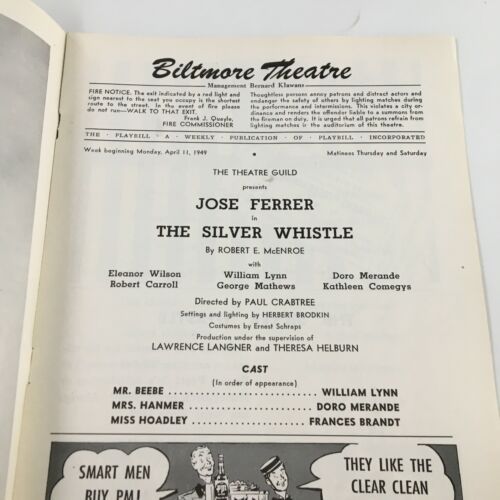 Biltmore Theatre
Management Bernard Klawans
FIRE NOTICE. The exit indicated by a red light and
sign nearest to the seat you occupy is the shortest
route to the street. In the event of fire please
do not run—WALK TO THAT EXIT.
Frank J. Quayle,
FIRE COMMISSIONER
Thoughtless persons annoy patrons and distract actors and
endanger the safety of others by lighting matches during
the performance and intermissions. This violates a city or-
dinance and renders the offender liable to a summons from
the fireman on duty. It is urged that all patrons refrain from
lighting matches in the auditorium of this theatre.
THE · PLAYBILL · A · WEEKLY · PUBLICATION · OF · PLAYBILL · INCORPORATED
Week beginning Monday, April 11, 1949 • Matinees Thursday and Saturday
THE THEATRE GUILD
presents
JOSE FERRER
in
THE SILVER WHISTLE
By ROBERT E. McENROE
with
Eleanor Wilson William Lynn Doro Merande
Robert Carroll George Mathews Kathleen Comegys
Directed by PAUL CRABTREE
Settings and lighting by HERBERT BRODKIN
Costumes by Ernest Schraps
Production under the supervision of
LAWRENCE LANGNER and THERESA HELBURN
CAST
(In order of appearance)
MR. BEEBE .......................... WILLIAM LYNN
MRS. HANMER ...................... DORO MERANDE
MISS HOADLEY .................... FRANCES BRANDT
SMART MEN
BUY PM!
THEY LIKE THE
CLEAR CLEAN